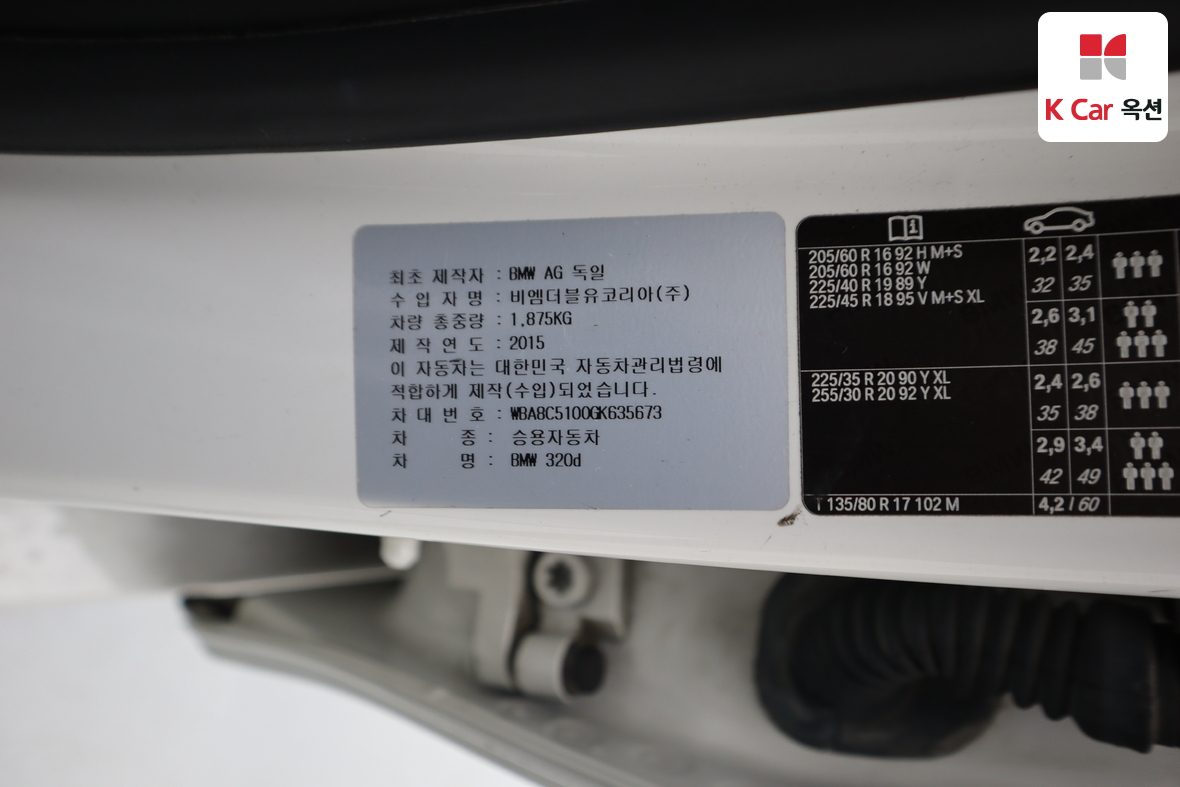 K Car 옥션
최초 제작자 : BMW AG 독일
수 입 자 명 : 비엠더블유코리아(주)
차량 총중량 : 1,875KG
제 작 연 도 : 2015
이 자동차는 대한민국 자동차관리법령에
적합하게 제작(수입)되었습니다.
차 대 번 호 : WBA8C5100GK635673
차 종 : 승용자동차
차 명 : BMW 320d
205/60 R 16 92 H M+S
205/60 R 16 92 W
225/40 R 19 89 Y
225/45 R 18 95 V M+S XL
2,2 2,4
32 35
2,6 3,1
38 45
225/35 R 20 90 Y XL
255/30 R 20 92 Y XL
2,4 2,6
35 38
2,9 3,4
42 49
T 135/80 R 17 102 M
4,2 / 60